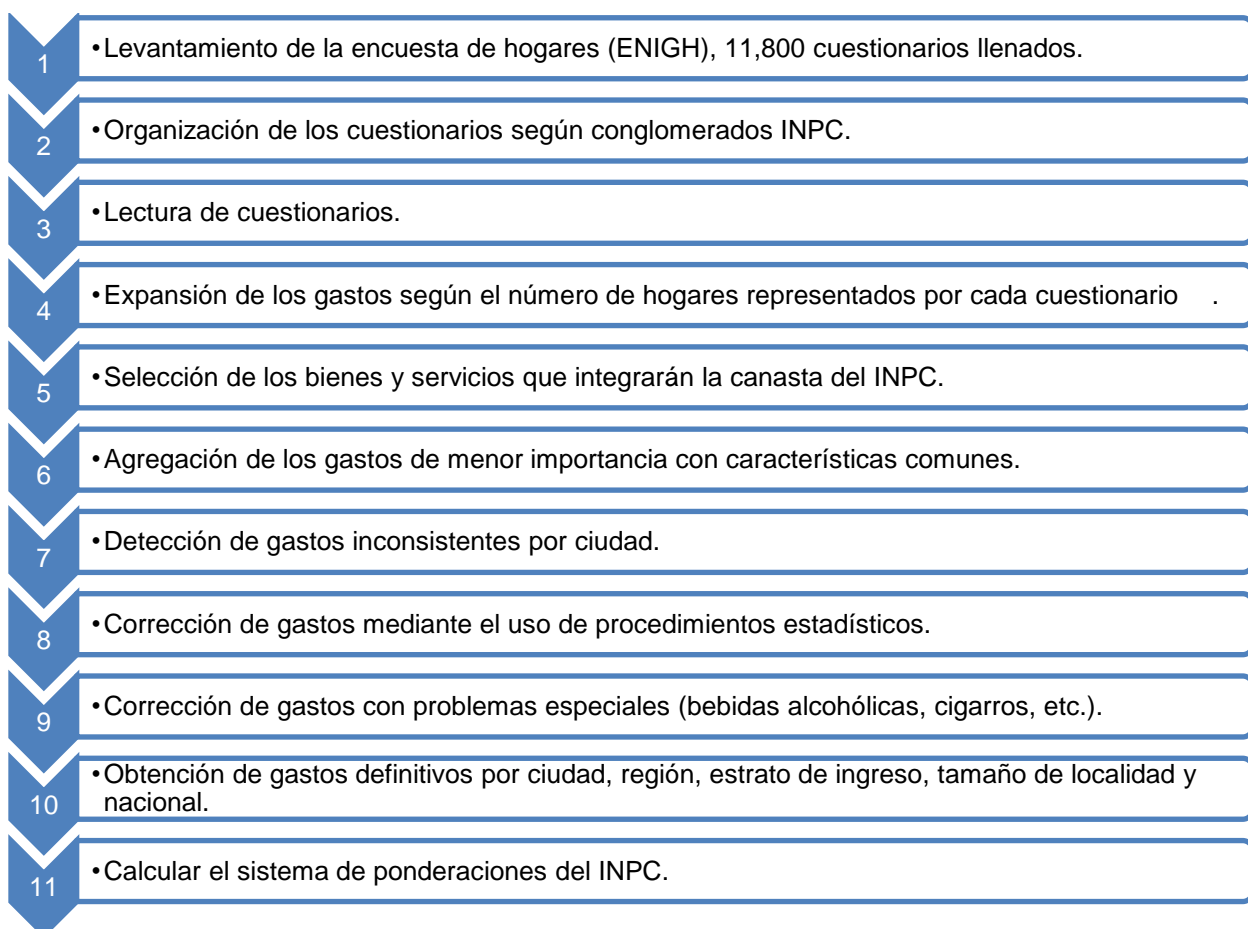 1
•Levantamiento de la encuesta de hogares (ENIGH), 11,800 cuestionarios llenados.
2
•Organización de los cuestionarios según conglomerados INPC.
3
•Lectura de cuestionarios.
4
•Expansión de los gastos según el número de hogares representados por cada cuestionario .
5
•Selección de los bienes y servicios que integrarán la canasta del INPC.
6
•Agregación de los gastos de menor importancia con características comunes.
7
•Detección de gastos inconsistentes por ciudad.
8
•Corrección de gastos mediante el uso de procedimientos estadísticos.
9
•Corrección de gastos con problemas especiales (bebidas alcohólicas, cigarros, etc.).
10
•Obtención de gastos definitivos por ciudad, región, estrato de ingreso, tamaño de localidad y
nacional.
11
•Calcular el sistema de ponderaciones del INPC.